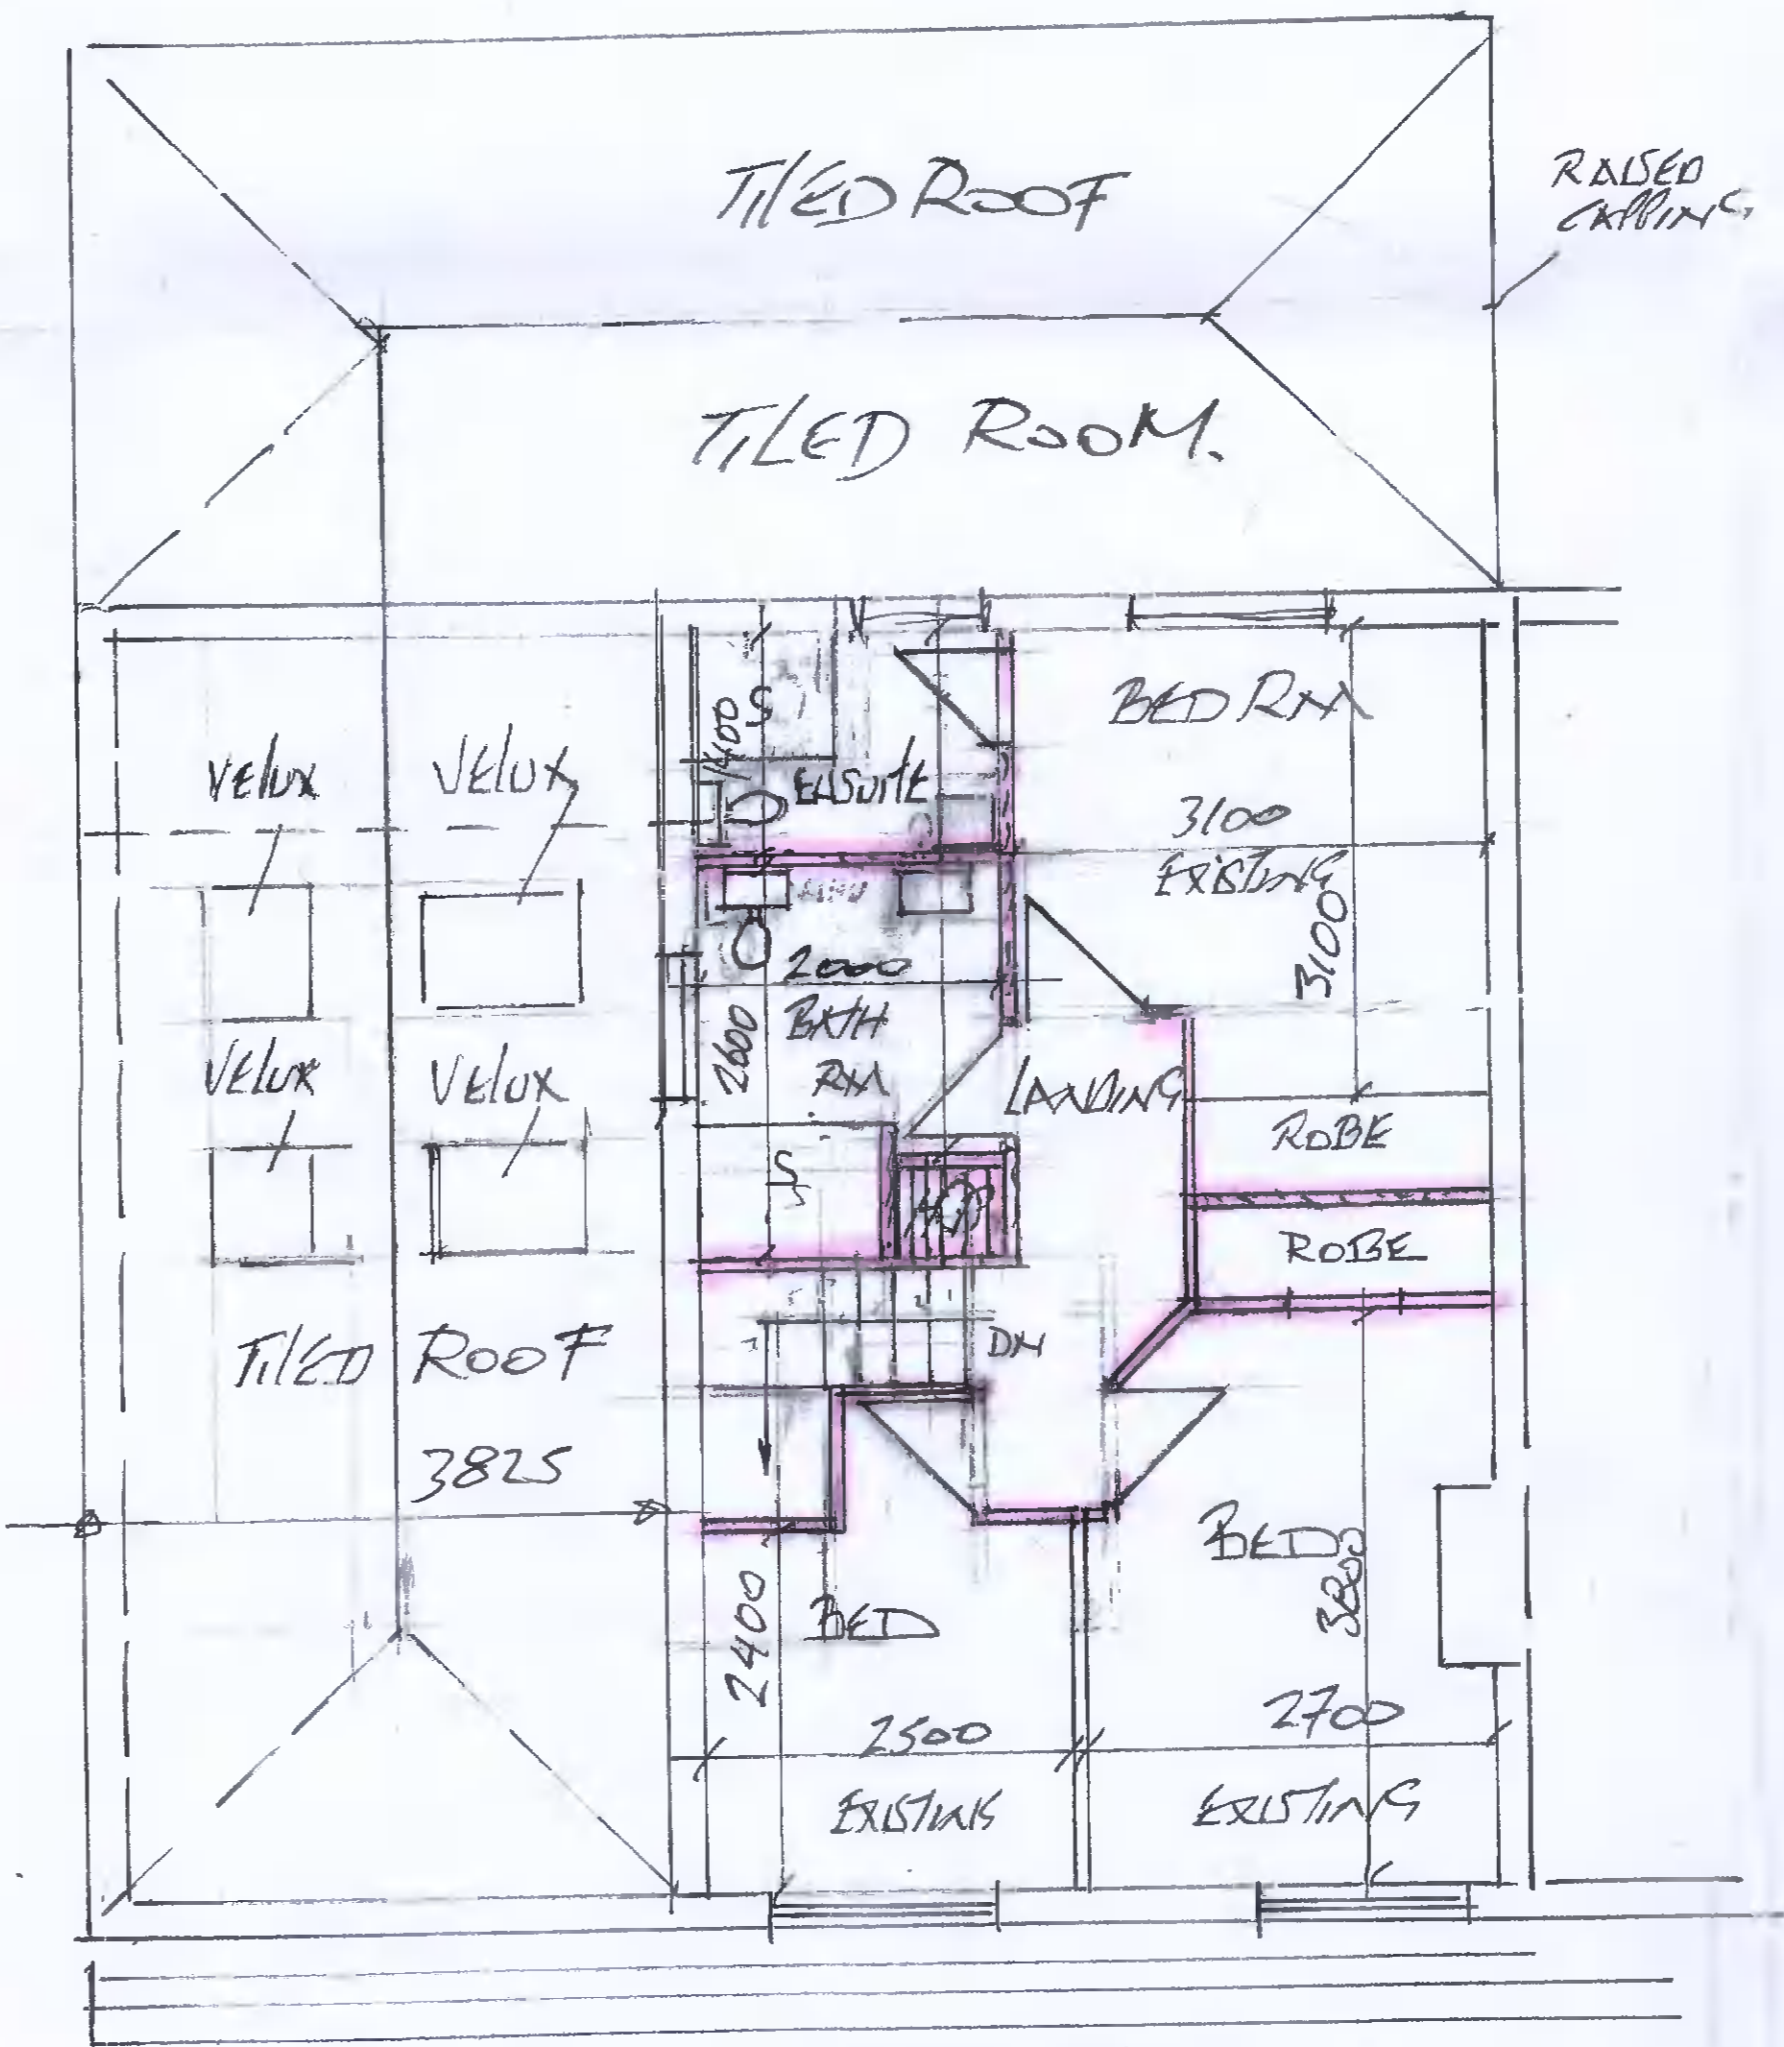 TILED ROOF
RAISED
CAPPING
TILED ROOM.
BED RM
S
1400
VELUX
VELUX
ENSUITE
3100
EXISTING
3100
2000
BATH
RM
2600
VELUX
VELUX
LANDING
ROBE
S
ROBE
TILED ROOF
DN
3825
BED
3800
BED
2400
2500
2700
EXISTING
EXISTING